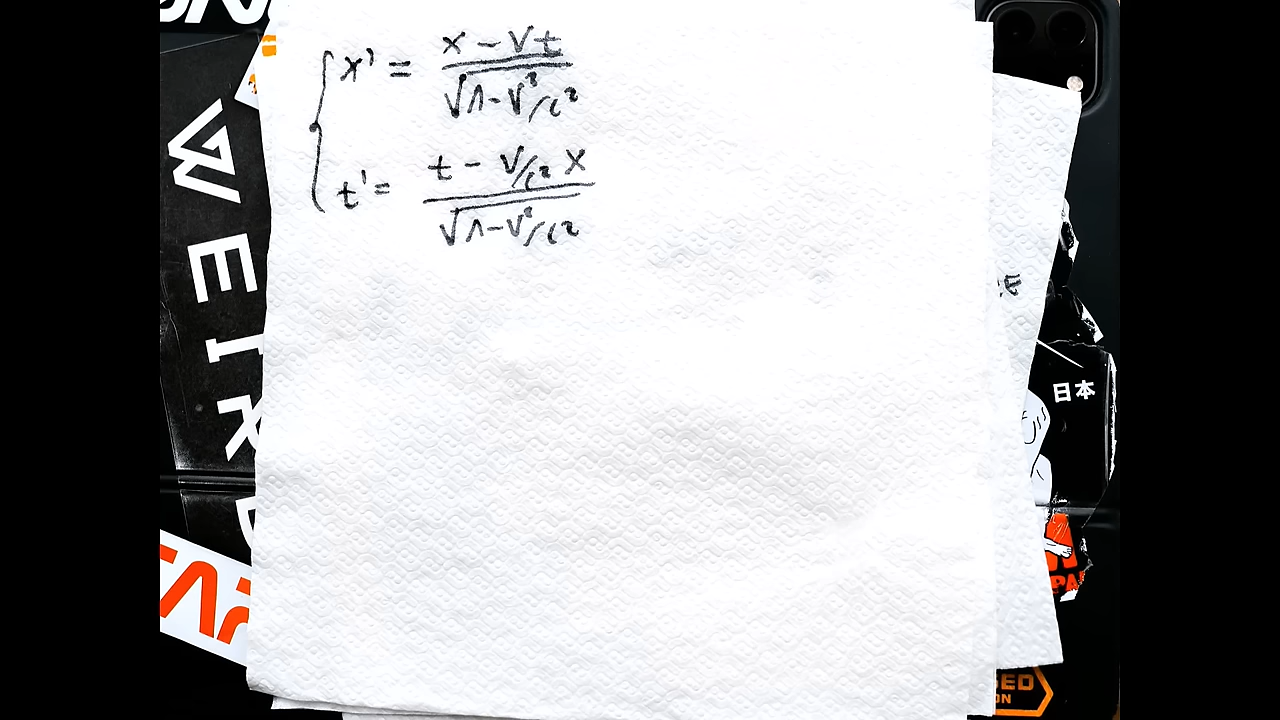 x' = (x - Vt) / √(1 - V²/c²)
t' = (t - V/c² x) / √(1 - V²/c²)
WEIRD
日本